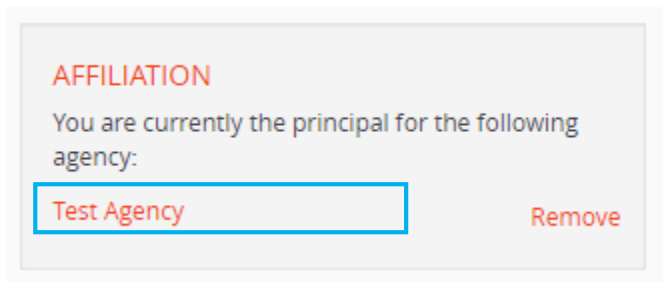 AFFILIATION
You are currently the principal for the following
agency:
Test Agency
Remove